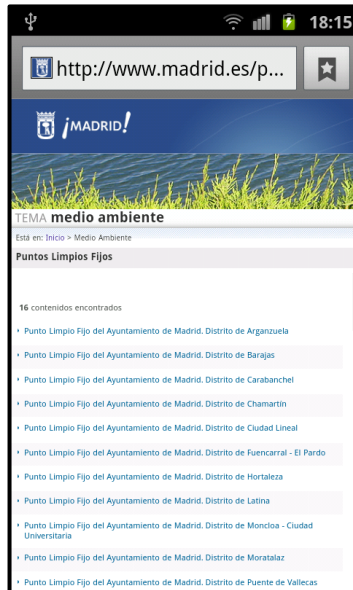 18:15
http://www.madrid.es/p...
¡MADRID!
TEMA medio ambiente
Está en: Inicio > Medio Ambiente
Puntos Limpios Fijos
16 contenidos encontrados
Punto Limpio Fijo del Ayuntamiento de Madrid. Distrito de Arganzuela
Punto Limpio Fijo del Ayuntamiento de Madrid. Distrito de Barajas
Punto Limpio Fijo del Ayuntamiento de Madrid. Distrito de Carabanchel
Punto Limpio Fijo del Ayuntamiento de Madrid. Distrito de Chamartín
Punto Limpio Fijo del Ayuntamiento de Madrid. Distrito de Ciudad Lineal
Punto Limpio Fijo del Ayuntamiento de Madrid. Distrito de Fuencarral - El Pardo
Punto Limpio Fijo del Ayuntamiento de Madrid. Distrito de Hortaleza
Punto Limpio Fijo del Ayuntamiento de Madrid. Distrito de Latina
Punto Limpio Fijo del Ayuntamiento de Madrid. Distrito de Moncloa - Ciudad
Universitaria
Punto Limpio Fijo del Ayuntamiento de Madrid. Distrito de Moratalaz
Punto Limpio Fijo del Ayuntamiento de Madrid. Distrito de Puente de Vallecas